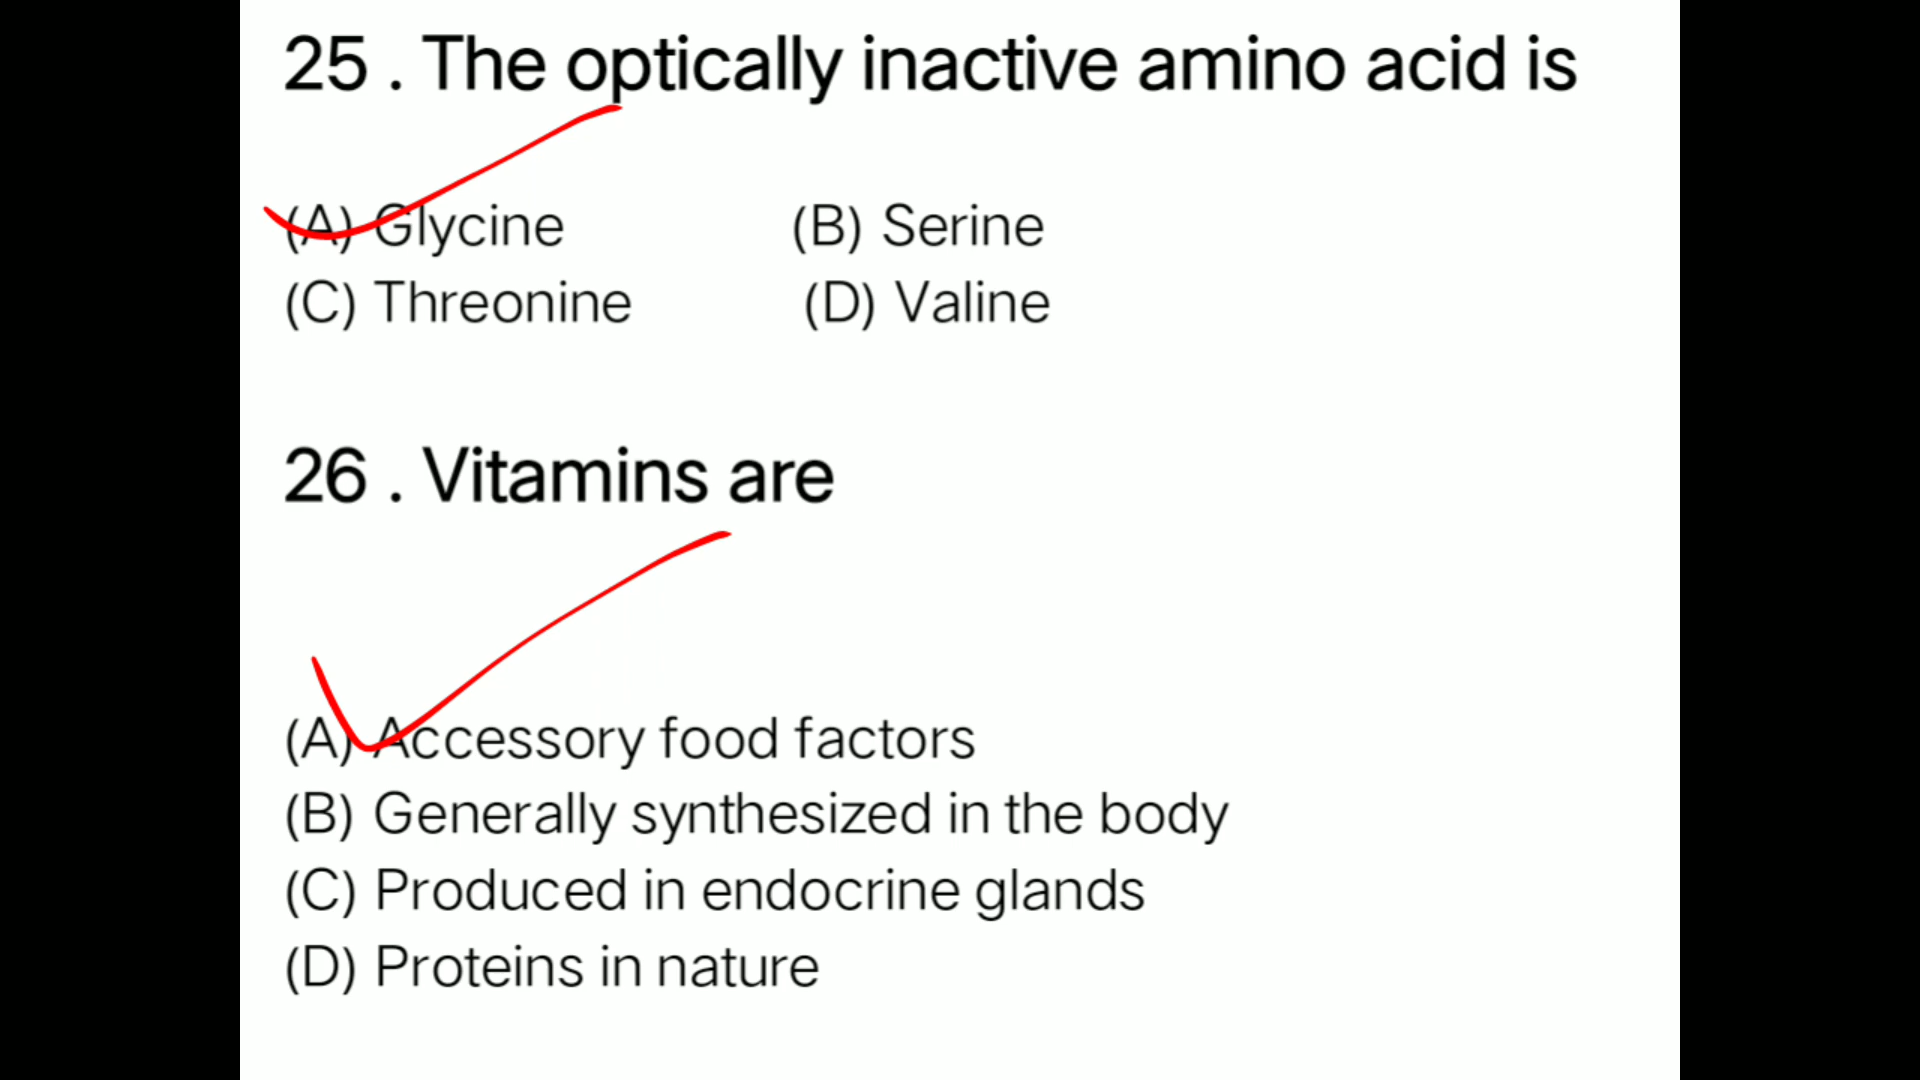 25 . The optically inactive amino acid is
(A) Glycine (B) Serine
(C) Threonine (D) Valine
26 . Vitamins are
(A) Accessory food factors
(B) Generally synthesized in the body
(C) Produced in endocrine glands
(D) Proteins in nature